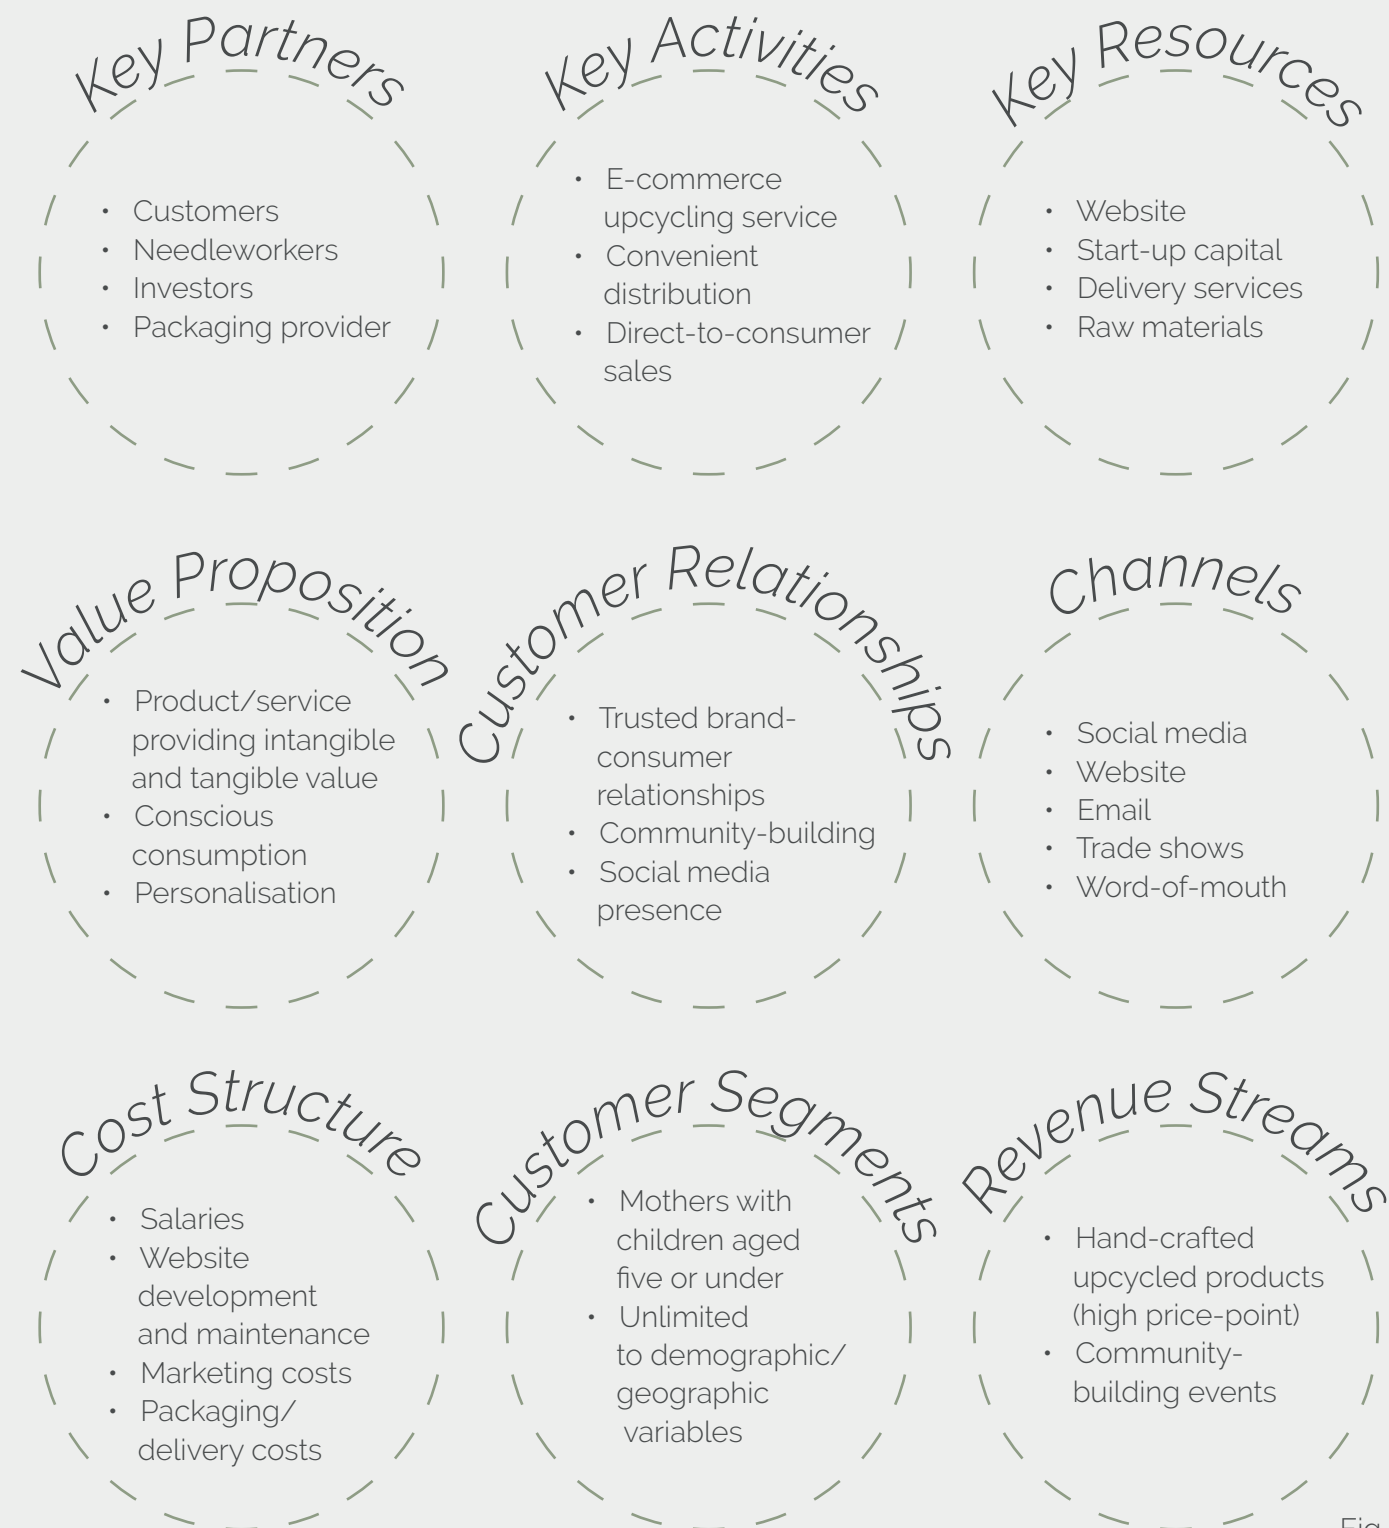 Key Partners
• Customers
• Needleworkers
• Investors
• Packaging provider
Key Activities
• E-commerce
upcycling service
• Convenient
distribution
• Direct-to-consumer
sales
Key Resources
• Website
• Start-up capital
• Delivery services
• Raw materials
Value Proposition
• Product/service
providing intangible
and tangible value
• Conscious
consumption
• Personalisation
Customer Relationships
• Trusted brand-
consumer
relationships
• Community-building
• Social media
presence
Channels
• Social media
• Website
• Email
• Trade shows
• Word-of-mouth
Cost Structure
• Salaries
• Website
development
and maintenance
• Marketing costs
• Packaging/
delivery costs
Customer Segments
• Mothers with
children aged
five or under
• Unlimited
to demographic/
geographic
variables
Revenue Streams
• Hand-crafted
upcycled products
(high price-point)
• Community-
building events